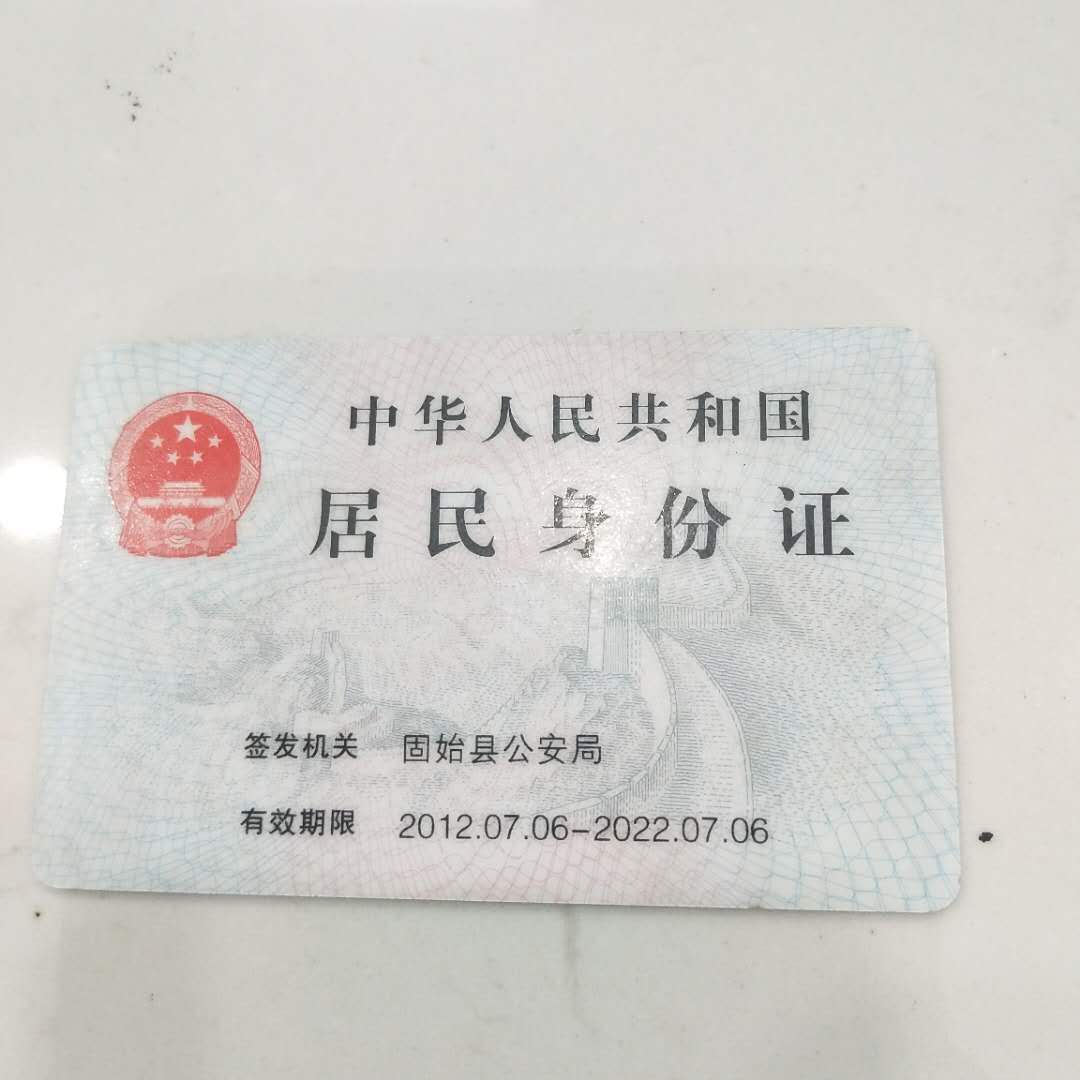 中华人民共和国
居民身份证
签发机关 固始县公安局
有效期限 2012.07.06-2022.07.06